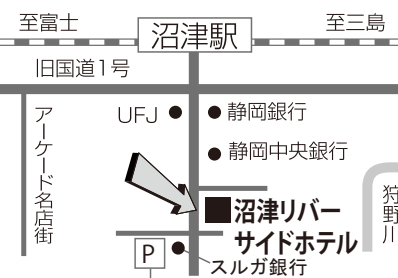 至富士
沼津駅
至三島
旧国道1号
UFJ
静岡銀行
静岡中央銀行
アーケード名店街
沼津リバー
サイドホテル
狩野川
P
スルガ銀行